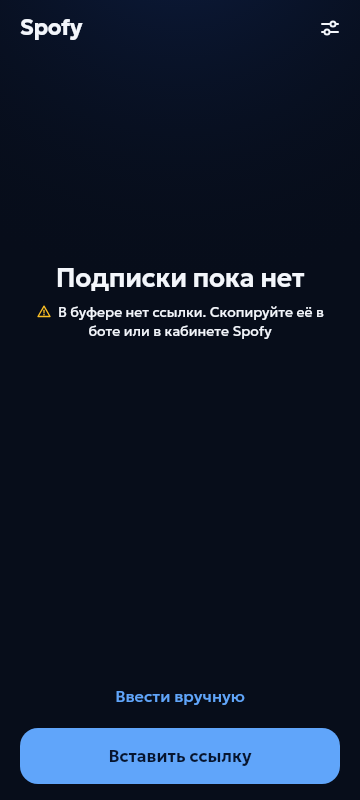 Spofy
Подписки пока нет
В буфере нет ссылки. Скопируйте её в
боте или в кабинете Spofy
Ввести вручную
Вставить ссылку